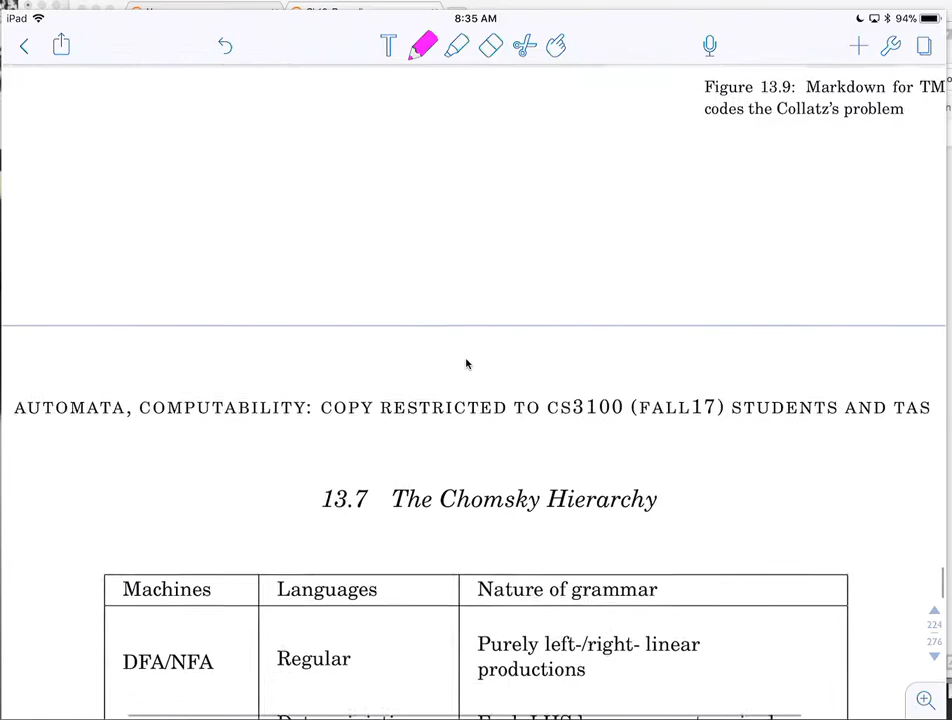 iPad
8:35 AM
94%
T
Figure 13.9: Markdown for TM
codes the Collatz's problem
AUTOMATA, COMPUTABILITY: COPY RESTRICTED TO CS3100 (FALL17) STUDENTS AND TAS
13.7 The Chomsky Hierarchy
Machines Languages Nature of grammar
DFA/NFA Regular Purely left-/right- linear
productions
224
276